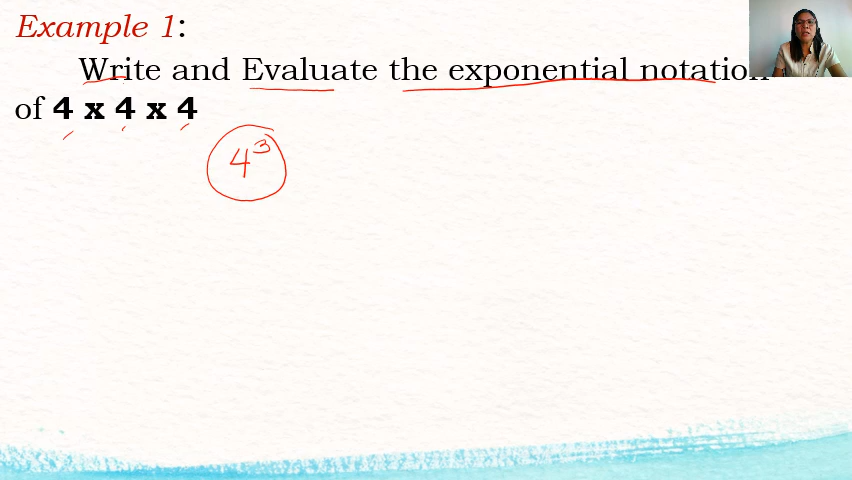 Example 1:
Write and Evaluate the exponential notation
of 4 x 4 x 4
4³